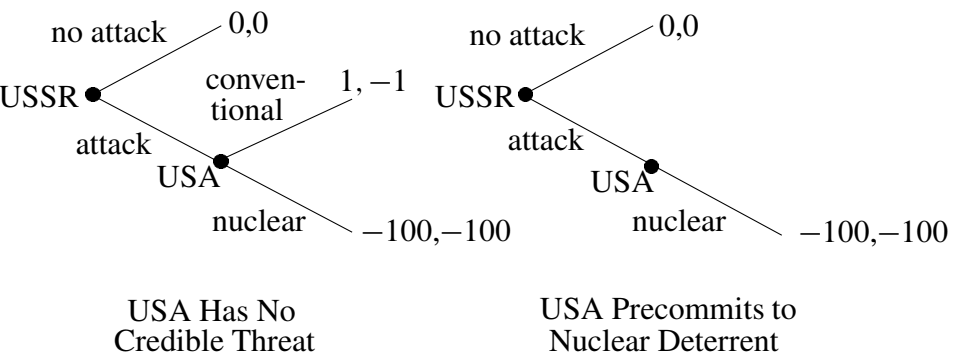 no attack
0,0
USSR
conven-
tional
1, −1
attack
USA
nuclear
−100,−100
USA Has No
Credible Threat
no attack
0,0
USSR
attack
USA
nuclear
−100,−100
USA Precommits to
Nuclear Deterrent